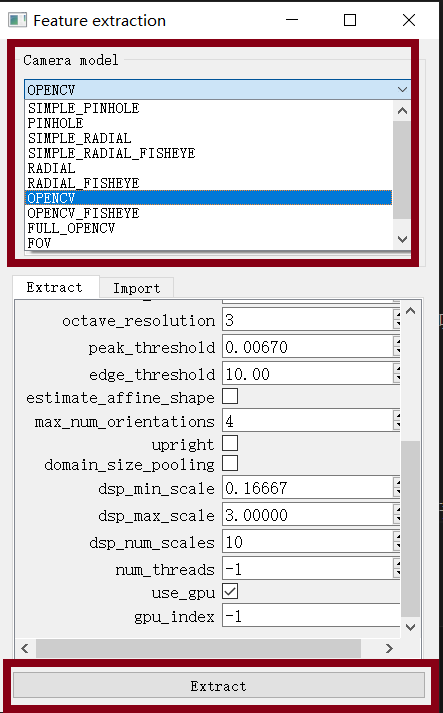 Feature extraction
Camera model
OPENCV
SIMPLE_PINHOLE
PINHOLE
SIMPLE_RADIAL
SIMPLE_RADIAL_FISHEYE
RADIAL
RADIAL_FISHEYE
OPENCV
OPENCV_FISHEYE
FULL_OPENCV
FOV
Extract Import
octave_resolution 3
peak_threshold 0.00670
edge_threshold 10.00
estimate_affine_shape
max_num_orientations 4
upright
domain_size_pooling
dsp_min_scale 0.16667
dsp_max_scale 3.00000
dsp_num_scales 10
num_threads -1
use_gpu
gpu_index -1
Extract